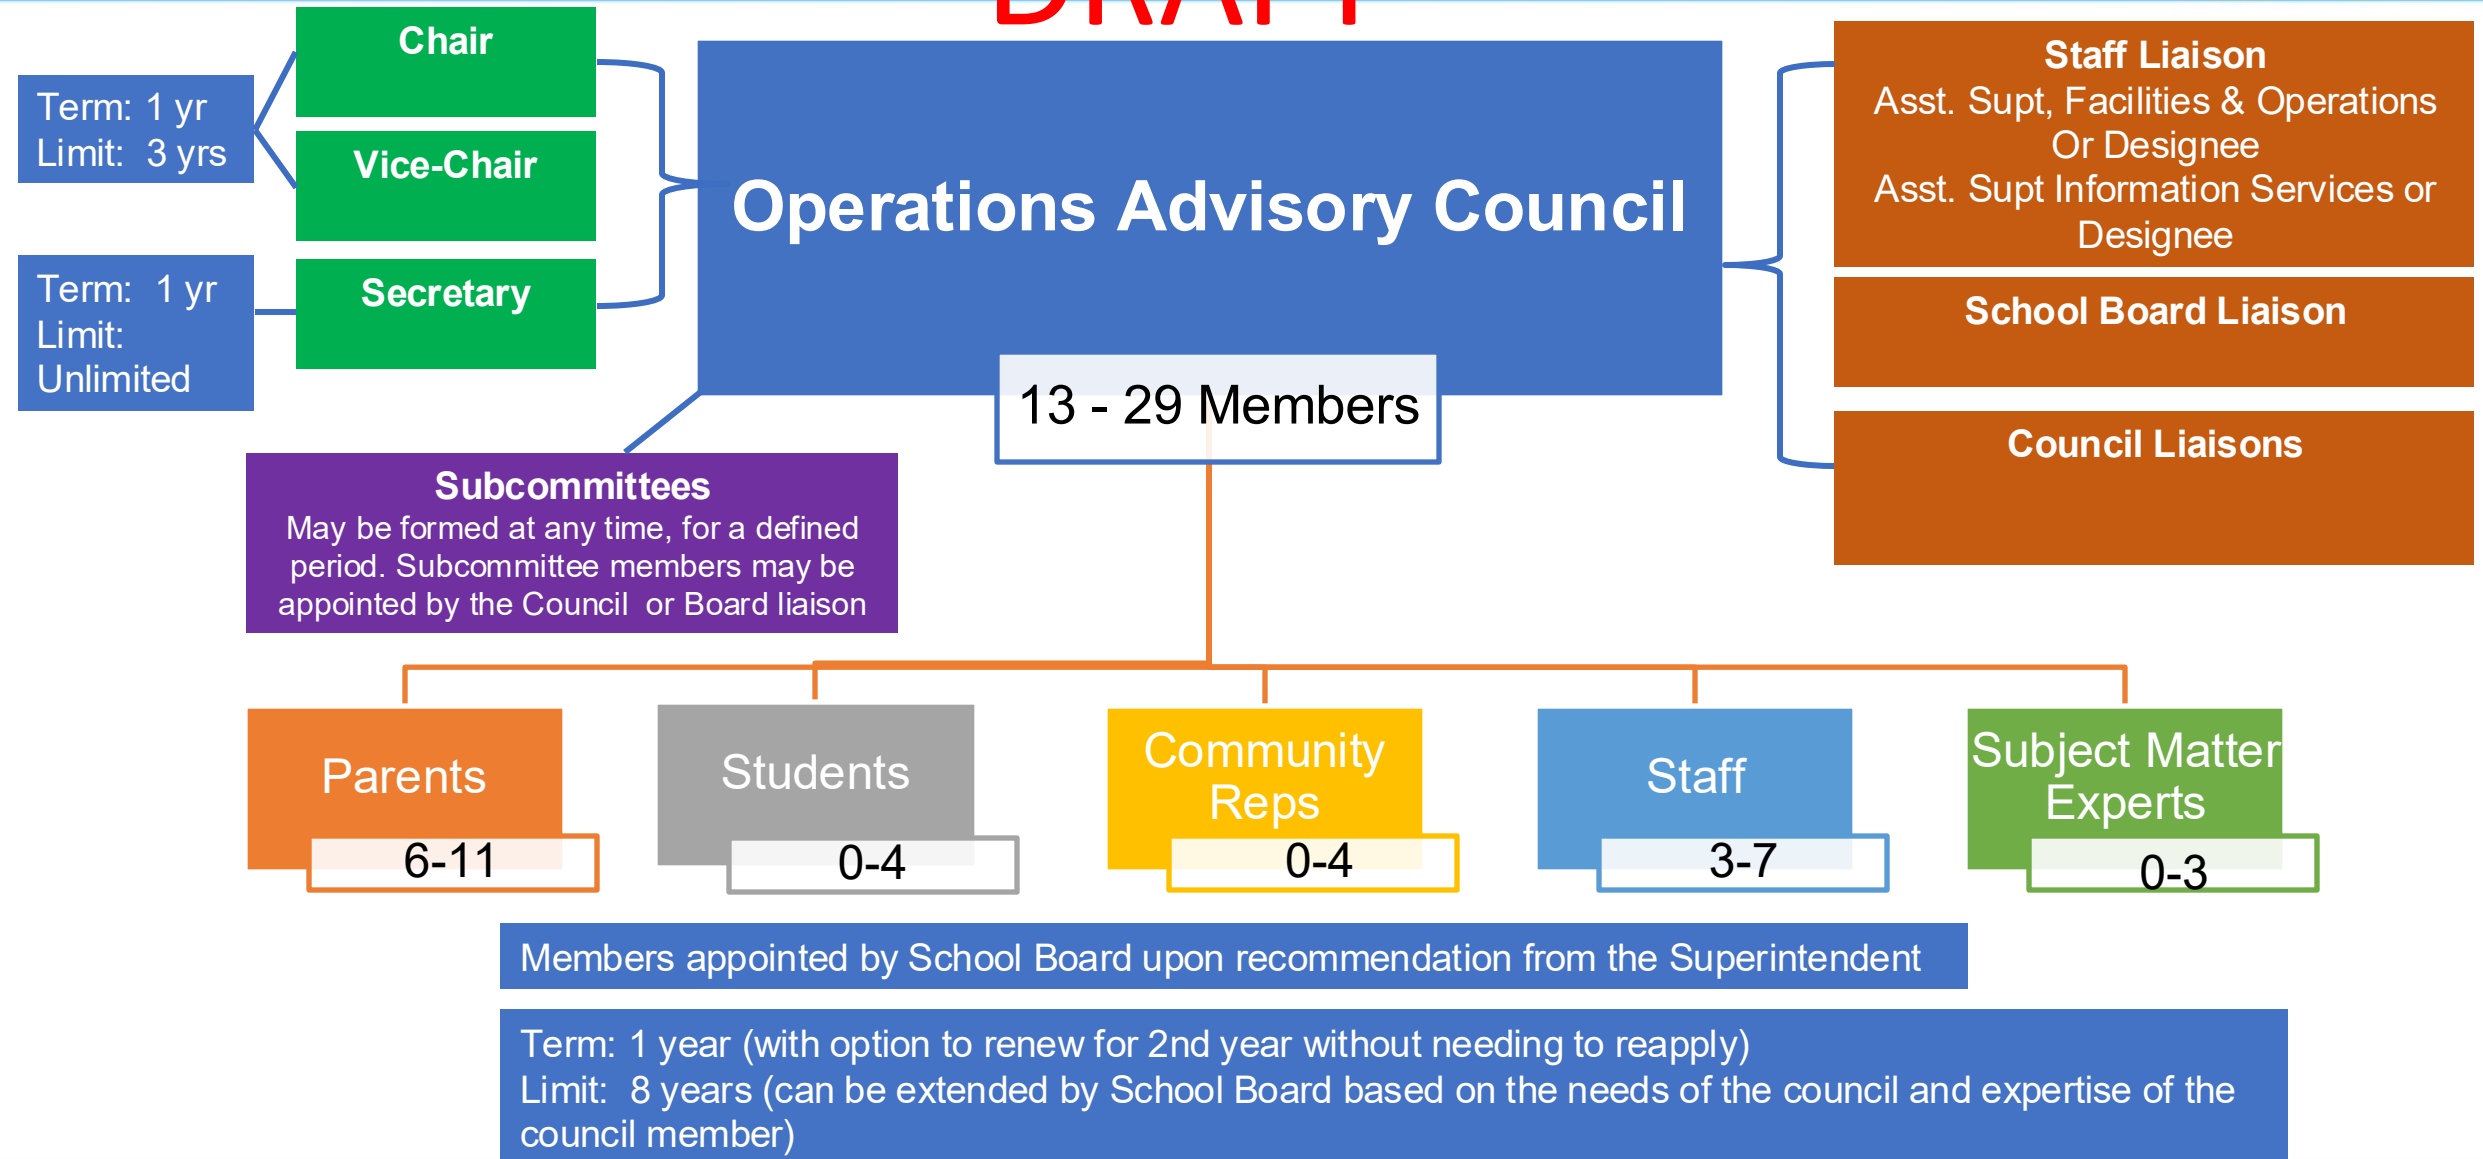 DRAFT
Chair
Term: 1 yr
Limit:  3 yrs
Vice-Chair
Term:  1 yr
Limit:
Unlimited
Secretary
Operations Advisory Council
13 - 29 Members
Staff Liaison
Asst. Supt, Facilities & Operations
Or Designee
Asst. Supt Information Services or
Designee
School Board Liaison
Council Liaisons
Subcommittees
May be formed at any time, for a defined
period. Subcommittee members may be
appointed by the Council  or Board liaison
Parents
6-11
Students
0-4
Community
Reps
0-4
Staff
3-7
Subject Matter
Experts
0-3
Members appointed by School Board upon recommendation from the Superintendent
Term: 1 year (with option to renew for 2nd year without needing to reapply)
Limit:  8 years (can be extended by School Board based on the needs of the council and expertise of the
council member)